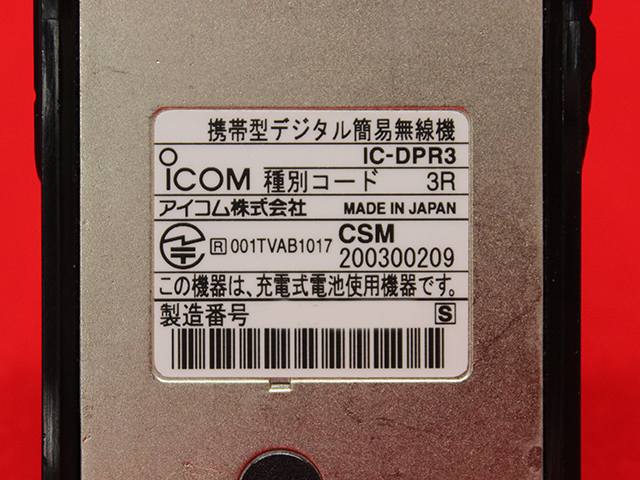 携帯型デジタル簡易無線機
IC-DPR3
ICOM 種別コード 3R
アイコム株式会社 MADE IN JAPAN
R 001TVAB1017 CSM
200300209
この機器は、充電式電池使用機器です。
製造番号 S